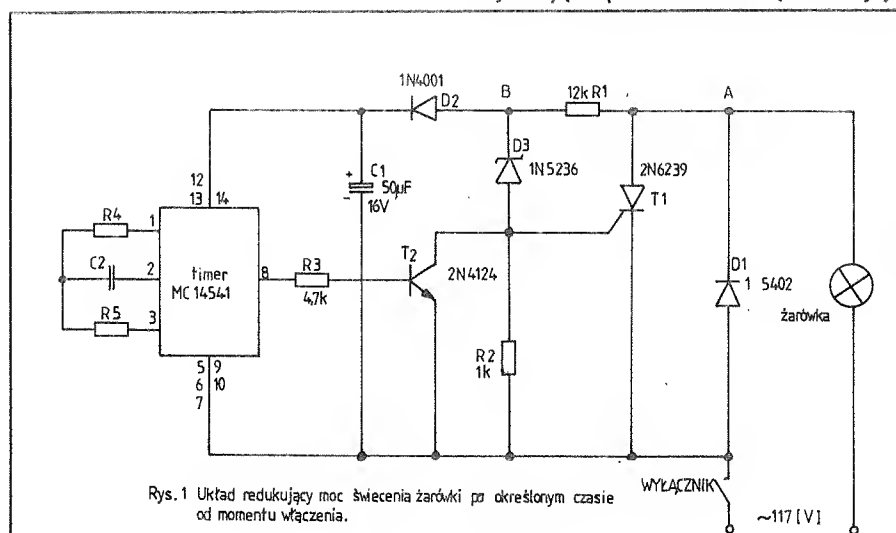 1N4001
D2
B
12k R1
A
D3
1N5236
2N6239
T1
12
13 14
+
C1
50µF
-
16V
R4
1
C2
2
timer
MC 14541
8
R3
4,7k
T2
2N4124
D1
1 5402
żarówka
R5
3
R2
1k
5 9
6 10
7
WYŁĄCZNIK
~117 [V]
Rys. 1 Układ redukujący moc świecenia żarówki po określonym czasie
od momentu włączenia.